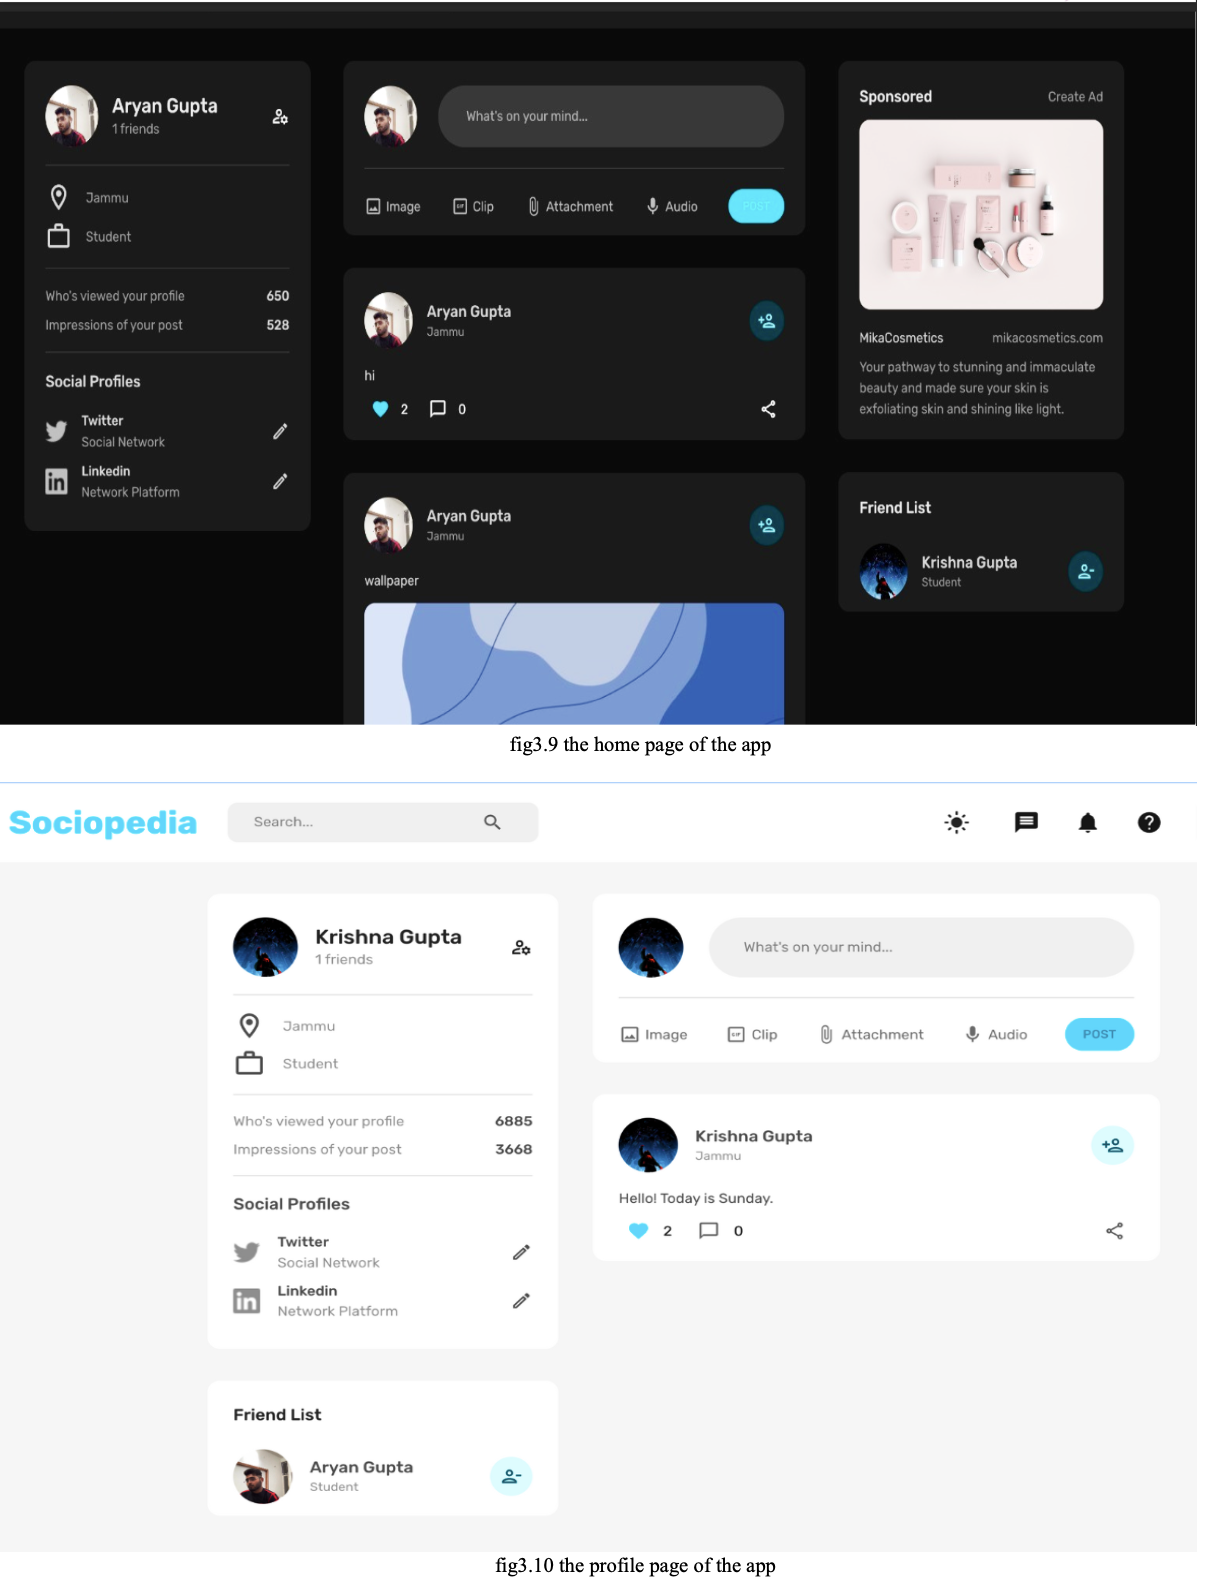 Aryan Gupta
1 friends
Jammu
Student
Who's viewed your profile 650
Impressions of your post 528
Social Profiles
Twitter
Social Network
Linkedin
Network Platform
What's on your mind...
Image Clip Attachment Audio POST
Aryan Gupta
Jammu
hi
2 0
Aryan Gupta
Jammu
wallpaper
Sponsored Create Ad
MikaCosmetics mikacosmetics.com
Your pathway to stunning and immaculate
beauty and made sure your skin is
exfoliating skin and shining like light.
Friend List
Krishna Gupta
Student
fig3.9 the home page of the app
Sociopedia
Search...
Krishna Gupta
1 friends
Jammu
Student
Who's viewed your profile 6885
Impressions of your post 3668
Social Profiles
Twitter
Social Network
Linkedin
Network Platform
Friend List
Aryan Gupta
Student
What's on your mind...
Image GIF Clip Attachment Audio POST
Krishna Gupta
Jammu
Hello! Today is Sunday.
2 0
fig3.10 the profile page of the app